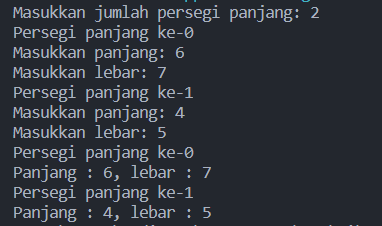 Masukkan jumlah persegi panjang: 2
Persegi panjang ke-0
Masukkan panjang: 6
Masukkan lebar: 7
Persegi panjang ke-1
Masukkan panjang: 4
Masukkan lebar: 5
Persegi panjang ke-0
Panjang : 6, lebar : 7
Persegi panjang ke-1
Panjang : 4, lebar : 5